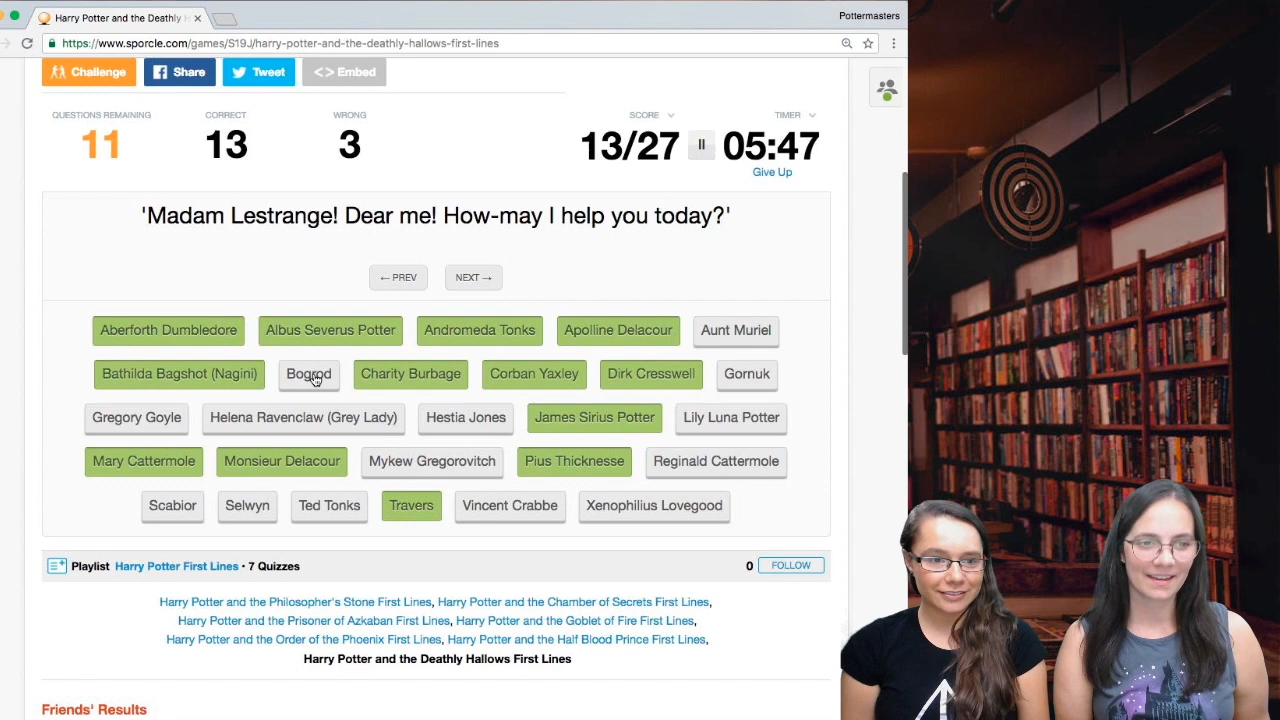 Harry Potter and the Deathly H
Pottermasters
https://www.sporcle.com/games/S19J/harry-potter-and-the-deathly-hallows-first-lines
Challenge Share Tweet <> Embed
QUESTIONS REMAINING CORRECT WRONG SCORE TIMER
11 13 3 13/27 05:47
Give Up
'Madam Lestrange! Dear me! How-may I help you today?'
← PREV NEXT →
Aberforth Dumbledore Albus Severus Potter Andromeda Tonks Apolline Delacour Aunt Muriel
Bathilda Bagshot (Nagini) Bogrod Charity Burbage Corban Yaxley Dirk Cresswell Gornuk
Gregory Goyle Helena Ravenclaw (Grey Lady) Hestia Jones James Sirius Potter Lily Luna Potter
Mary Cattermole Monsieur Delacour Mykew Gregorovitch Pius Thicknesse Reginald Cattermole
Scabior Selwyn Ted Tonks Travers Vincent Crabbe Xenophilius Lovegood
Playlist Harry Potter First Lines • 7 Quizzes 0 FOLLOW
Harry Potter and the Philosopher's Stone First Lines, Harry Potter and the Chamber of Secrets First Lines,
Harry Potter and the Prisoner of Azkaban First Lines, Harry Potter and the Goblet of Fire First Lines,
Harry Potter and the Order of the Phoenix First Lines, Harry Potter and the Half Blood Prince First Lines,
Harry Potter and the Deathly Hallows First Lines
Friends' Results